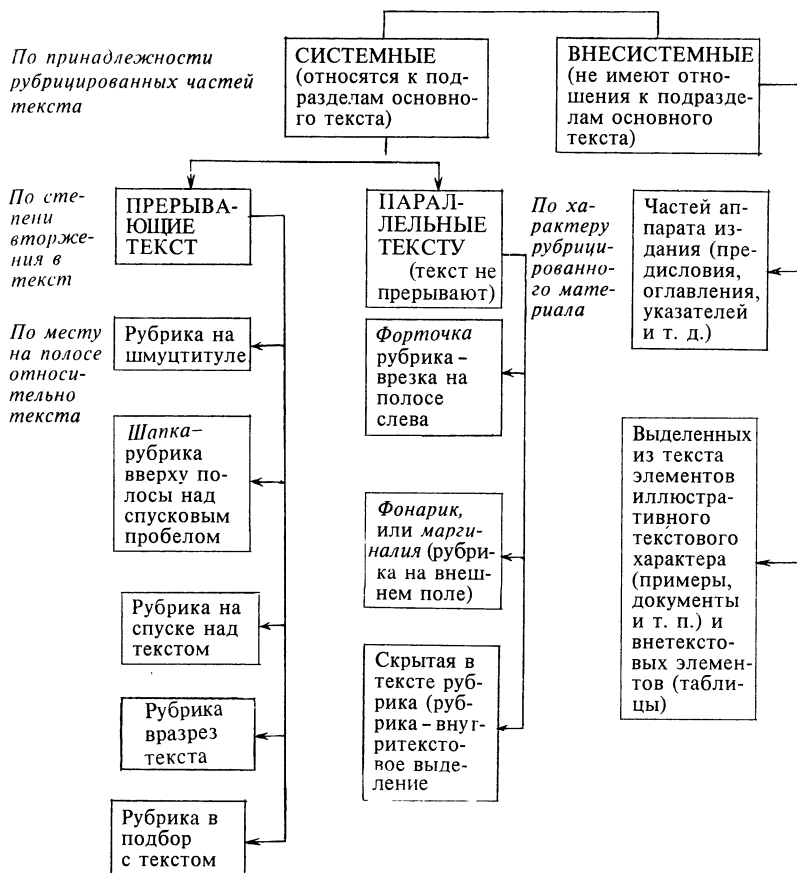 По принадлежности
рубрицированных частей
текста
СИСТЕМНЫЕ
(относятся к под-
разделам основно-
го текста)
ВНЕСИСТЕМНЫЕ
(не имеют отно-
шения к подразде-
лам основного
текста)
По сте-
пени
вторже-
ния в
текст
ПРЕРЫВА-
ЮЩИЕ
ТЕКСТ
ПАРАЛ-
ЛЕЛЬНЫЕ
ТЕКСТУ
(текст не
прерывают)
По ха-
рактеру
рубрици-
рованно-
го мате-
риала
Частей ап-
парата из-
дания (пре-
дисловия,
оглавления,
указателей
и т. д.)
По месту
на полосе
относи-
тельно
текста
Рубрика на
шмуцтитуле
Шапка–
рубрика
вверху по-
лосы над
спусковым
пробелом
Рубрика на
спуске над
текстом
Рубрика
вразрез
текста
Рубрика в
подбор
с текстом
Форточка
рубрика –
врезка на
полосе
слева
Фонарик,
или марги-
налия (рубри-
ка на внеш-
нем поле)
Скрытая в
тексте руб-
рика (руб-
рика – внут-
ритексто-
вое выде-
ление
Выделенных
из текста
элементов
иллюстра-
тивного
текстового
характера
(примеры,
документы
и т. п.) и
внетексто-
вых элемен-
тов (табли-
цы)